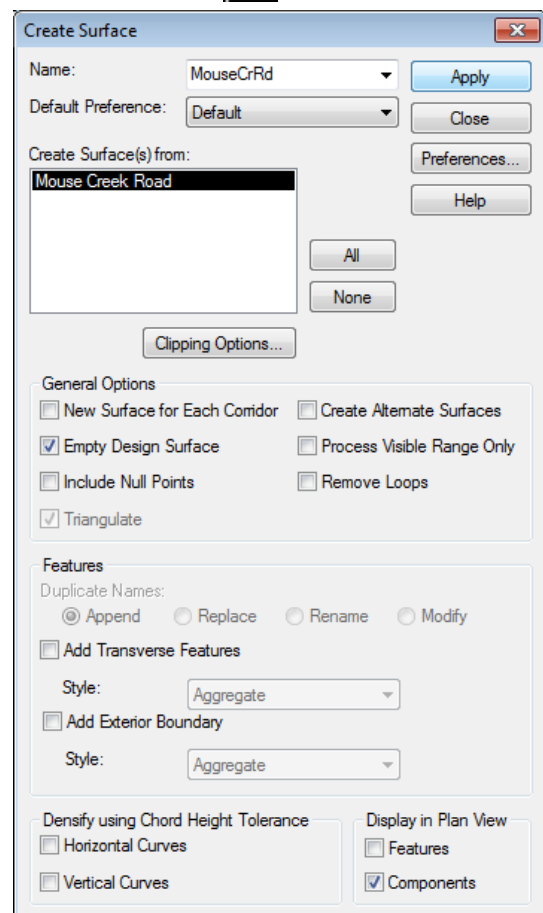 Create Surface
Name: MouseCrRd Apply
Default Preference: Default Close
Create Surface(s) from: Preferences...
Mouse Creek Road
Help
All
None
Clipping Options...
General Options
New Surface for Each Corridor Create Alternate Surfaces
Empty Design Surface Process Visible Range Only
Include Null Points Remove Loops
Triangulate
Features
Duplicate Names:
Append Replace Rename Modify
Add Transverse Features
Style: Aggregate
Add Exterior Boundary
Style: Aggregate
Densify using Chord Height Tolerance Display in Plan View
Horizontal Curves Features
Vertical Curves Components